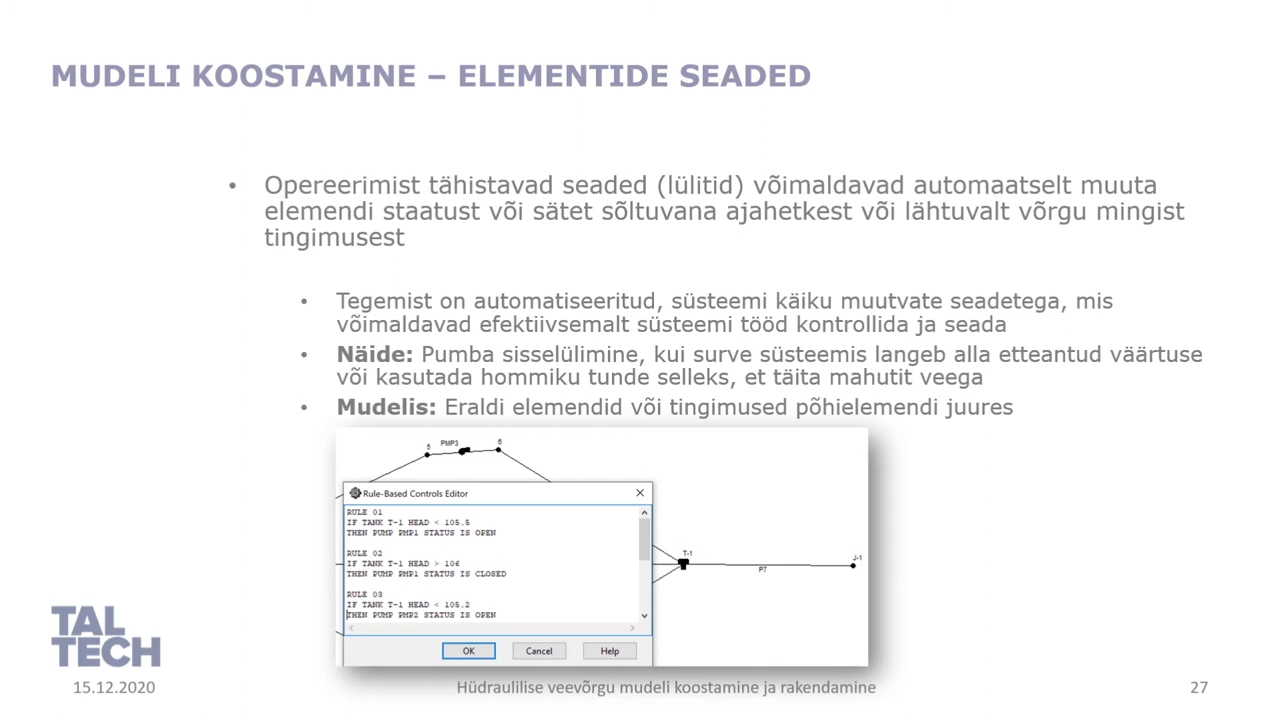 MUDELI KOOSTAMINE – ELEMENTIDE SEADED
• Opereerimist tähistavad seaded (lülitid) võimaldavad automaatselt muuta
elemendi staatust või sätet sõltuvana ajahetkest või lähtuvalt võrgu mingist
tingimusest
• Tegemist on automatiseeritud, süsteemi käiku muutvate seadetega, mis
võimaldavad efektiivsemalt süsteemi tööd kontrollida ja seada
• Näide: Pumba sisselülimine, kui surve süsteemis langeb alla etteantud väärtuse
või kasutada hommiku tunde selleks, et täita mahutit veega
• Mudelis: Eraldi elemendid või tingimused põhielemendi juures
5 PMP3 6
Rule-Based Controls Editor
RULE 01
IF TANK T-1 HEAD < 105.5
THEN PUMP PMP1 STATUS IS OPEN
RULE 02
IF TANK T-1 HEAD > 106
THEN PUMP PMP1 STATUS IS CLOSED
RULE 03
IF TANK T-1 HEAD < 105.2
THEN PUMP PMP2 STATUS IS OPEN
OK Cancel Help
T-1 P7 J-1
TAL
TECH
15.12.2020 Hüdraulilise veevõrgu mudeli koostamine ja rakendamine 27